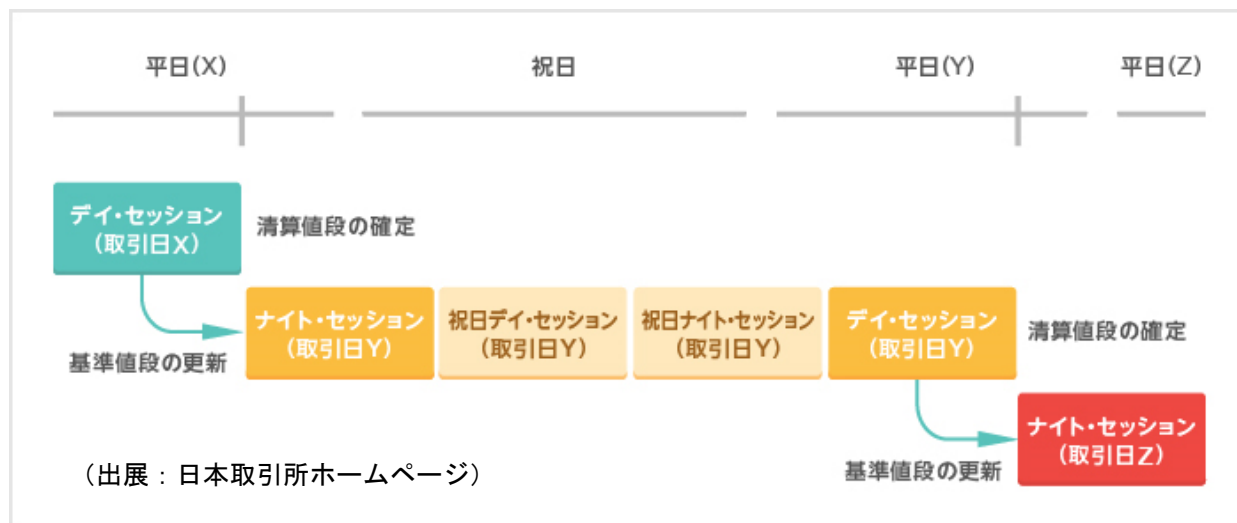 平日(X)
祝日
平日(Y)
平日(Z)
デイ・セッション
(取引日X)
清算値段の確定
基準値段の更新
ナイト・セッション
(取引日Y)
祝日デイ・セッション
(取引日Y)
祝日ナイト・セッション
(取引日Y)
デイ・セッション
(取引日Y)
清算値段の確定
基準値段の更新
ナイト・セッション
(取引日Z)
（出展：日本取引所ホームページ）